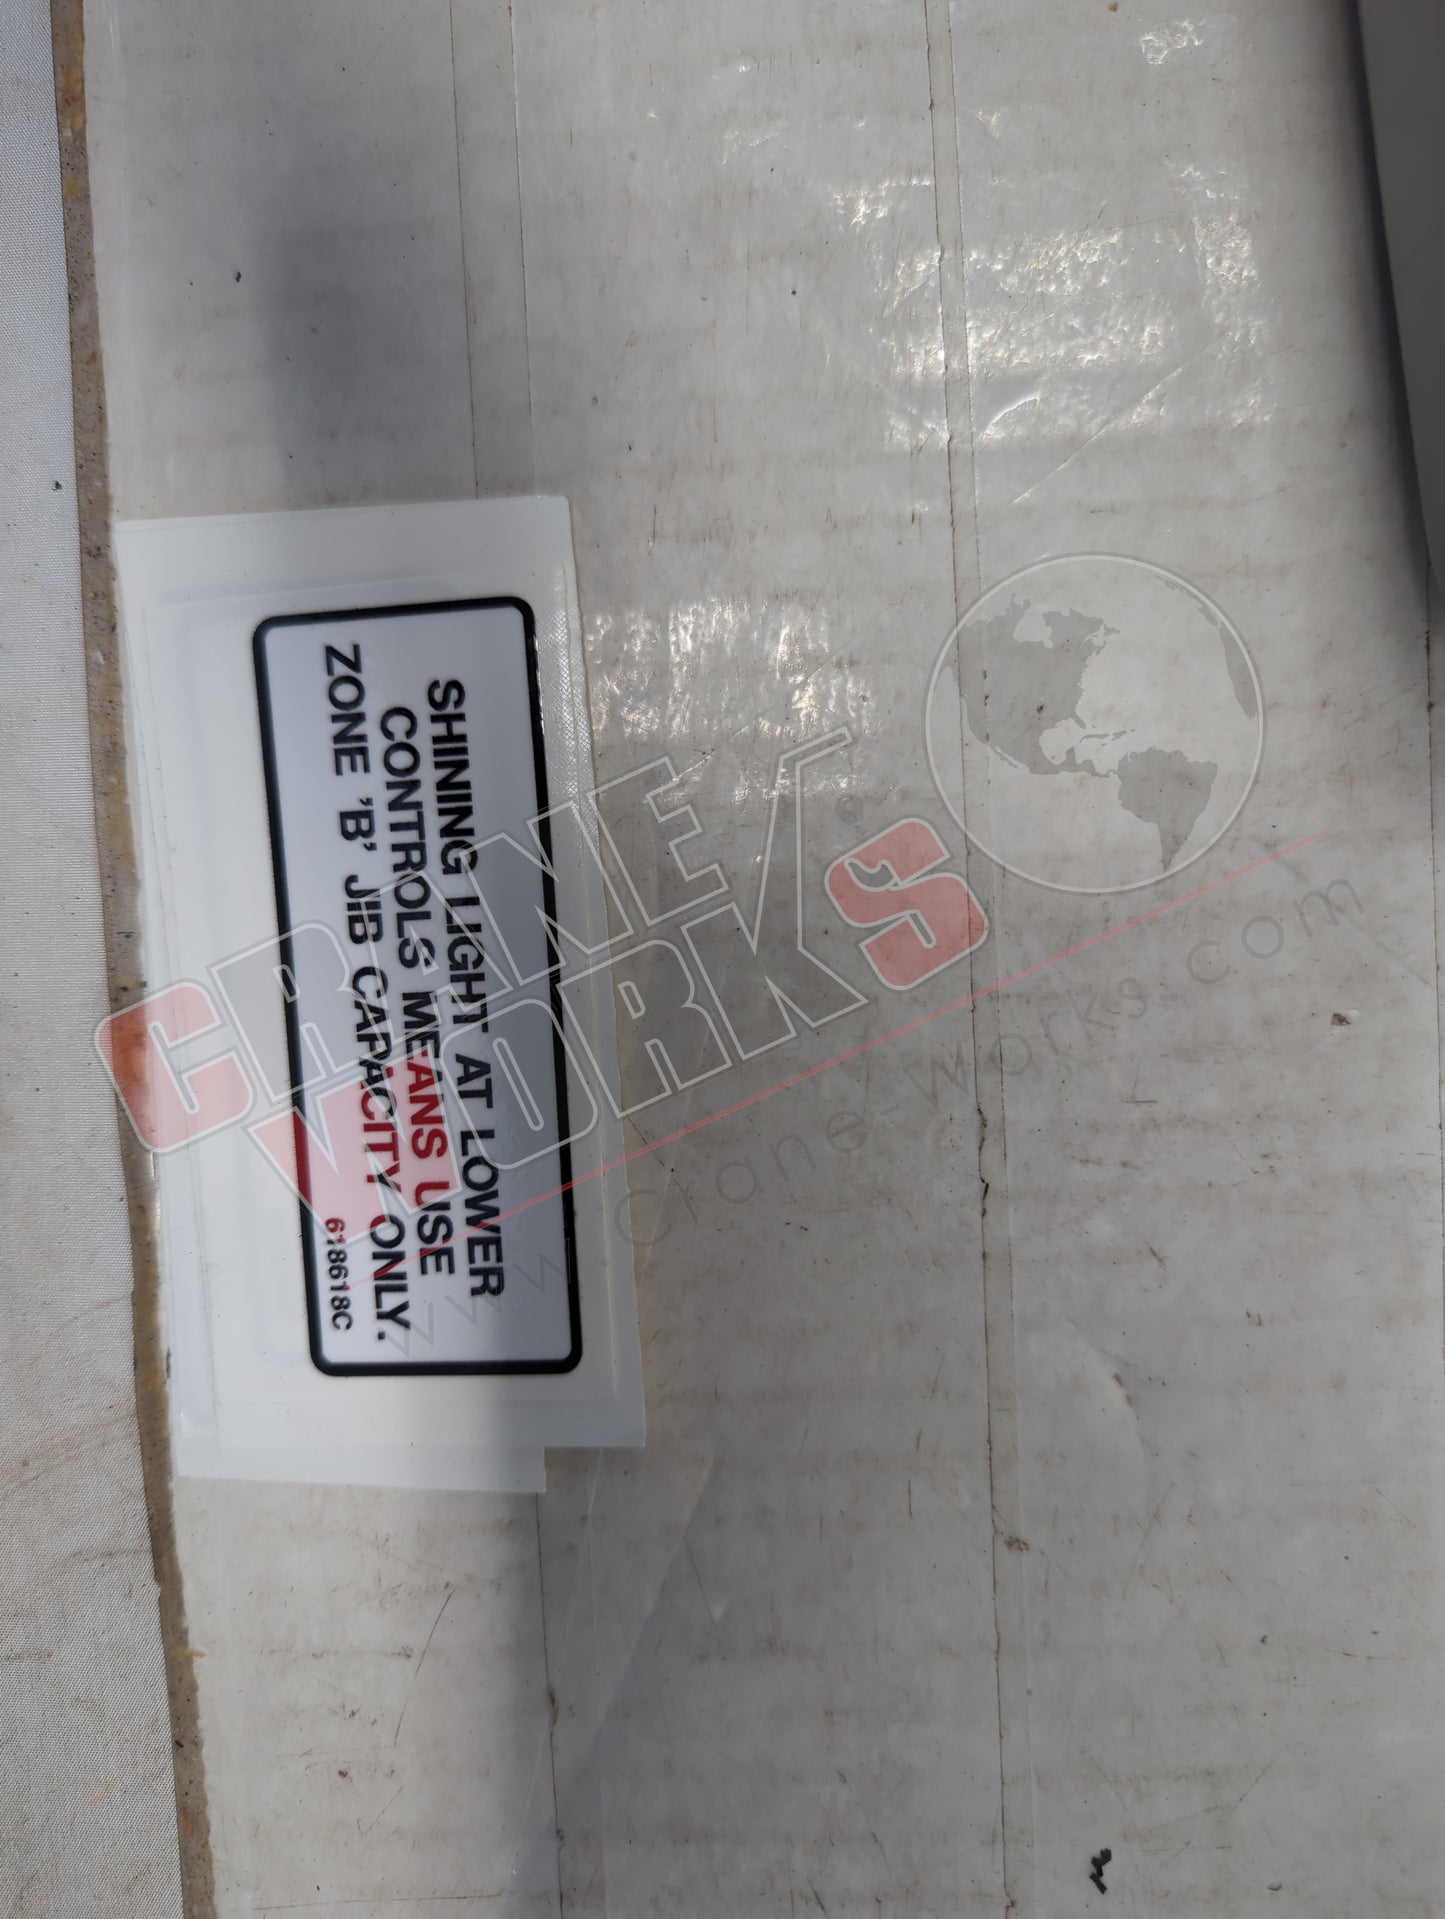 SHINING LIGHT AT LOWER
CONTROLS MEANS USE
ZONE 'B' JIB CAPACITY ONLY.
618618C
CRANE
WORKS
www.crane-works.com